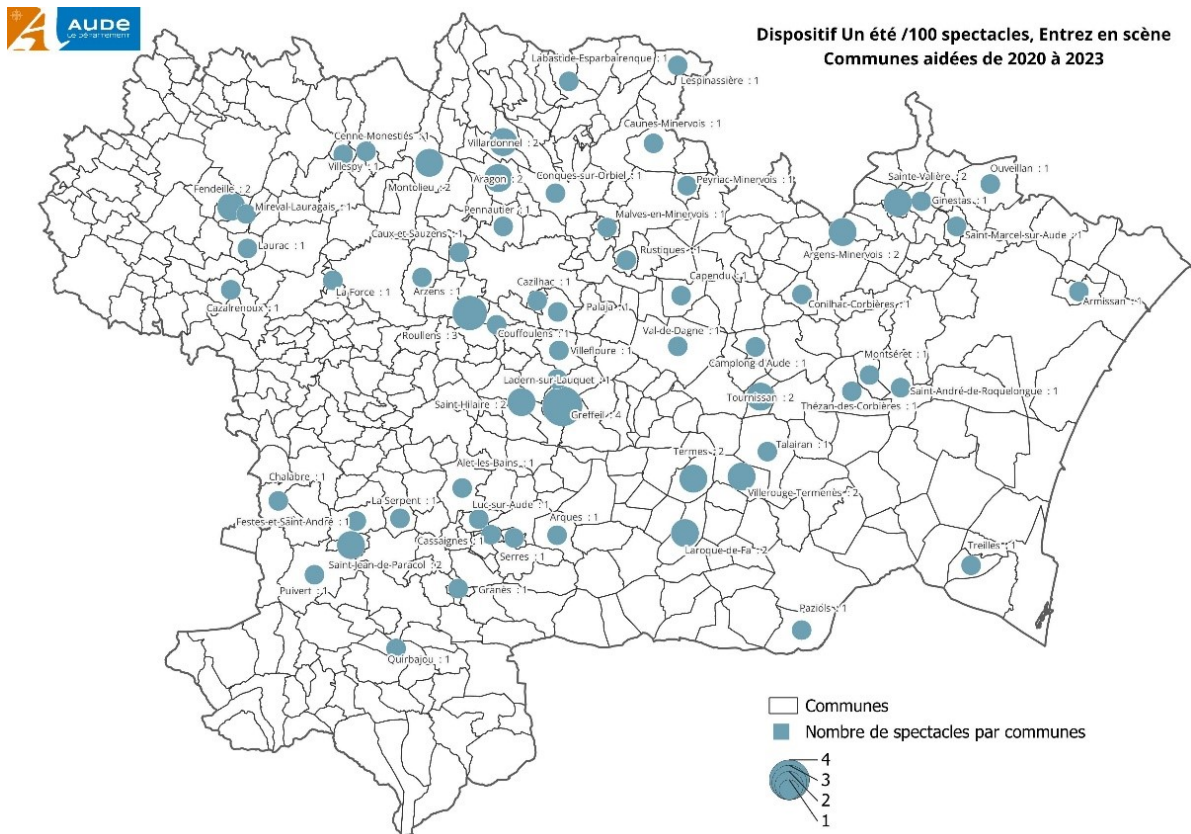 AUDE
LE DÉPARTEMENT
Dispositif Un été /100 spectacles, Entrez en scène
Communes aidées de 2020 à 2023
Labastide-Esparbairenque : 1
Lespinassière : 1
Cenne-Monestiés : 1
Villardonnel : 2
Caunes-Minervois : 1
Villespy : 1
Montolieu : 2
Aragon : 2
Conques-sur-Orbiel : 1
Peyriac-Minervois : 1
Sainte-Valière : 2
Ouveillan : 1
Fendeille : 2
Mireval-Lauragais : 1
Pennautier : 1
Malves-en-Minervois : 1
Ginestas : 1
Saint-Marcel-sur-Aude : 1
Laurac : 1
Caux-et-Sauzens : 1
Rustiques : 1
Argens-Minervois : 2
Cazalrenoux : 1
La Force : 1
Arzens : 1
Cazilhac : 1
Capendu : 1
Conilhac-Corbières : 1
Armissan : 1
Palaja : 1
Roullens : 3
Couffoulens : 1
Val-de-Dagne : 1
Villefloure : 1
Camplong-d'Aude : 1
Montséret : 1
Ladern-sur-Lauquet : 1
Saint-André-de-Roquelongue : 1
Saint-Hilaire : 2
Greffeil : 4
Tournissan : 2
Thézan-des-Corbières : 1
Talairan : 1
Termes : 2
Alet-les-Bains : 1
Chalabre : 1
Villerouge-Termenès : 2
La Serpent : 1
Luc-sur-Aude : 1
Arques : 1
Festes-et-Saint-André : 1
Cassaignes : 1
Serres : 1
Laroque-de-Fa : 2
Treilles : 1
Saint-Jean-de-Paracol : 2
Puivert : 1
Granès : 1
Paziols : 1
Quirbajou : 1
Communes
Nombre de spectacles par communes
4
3
2
1